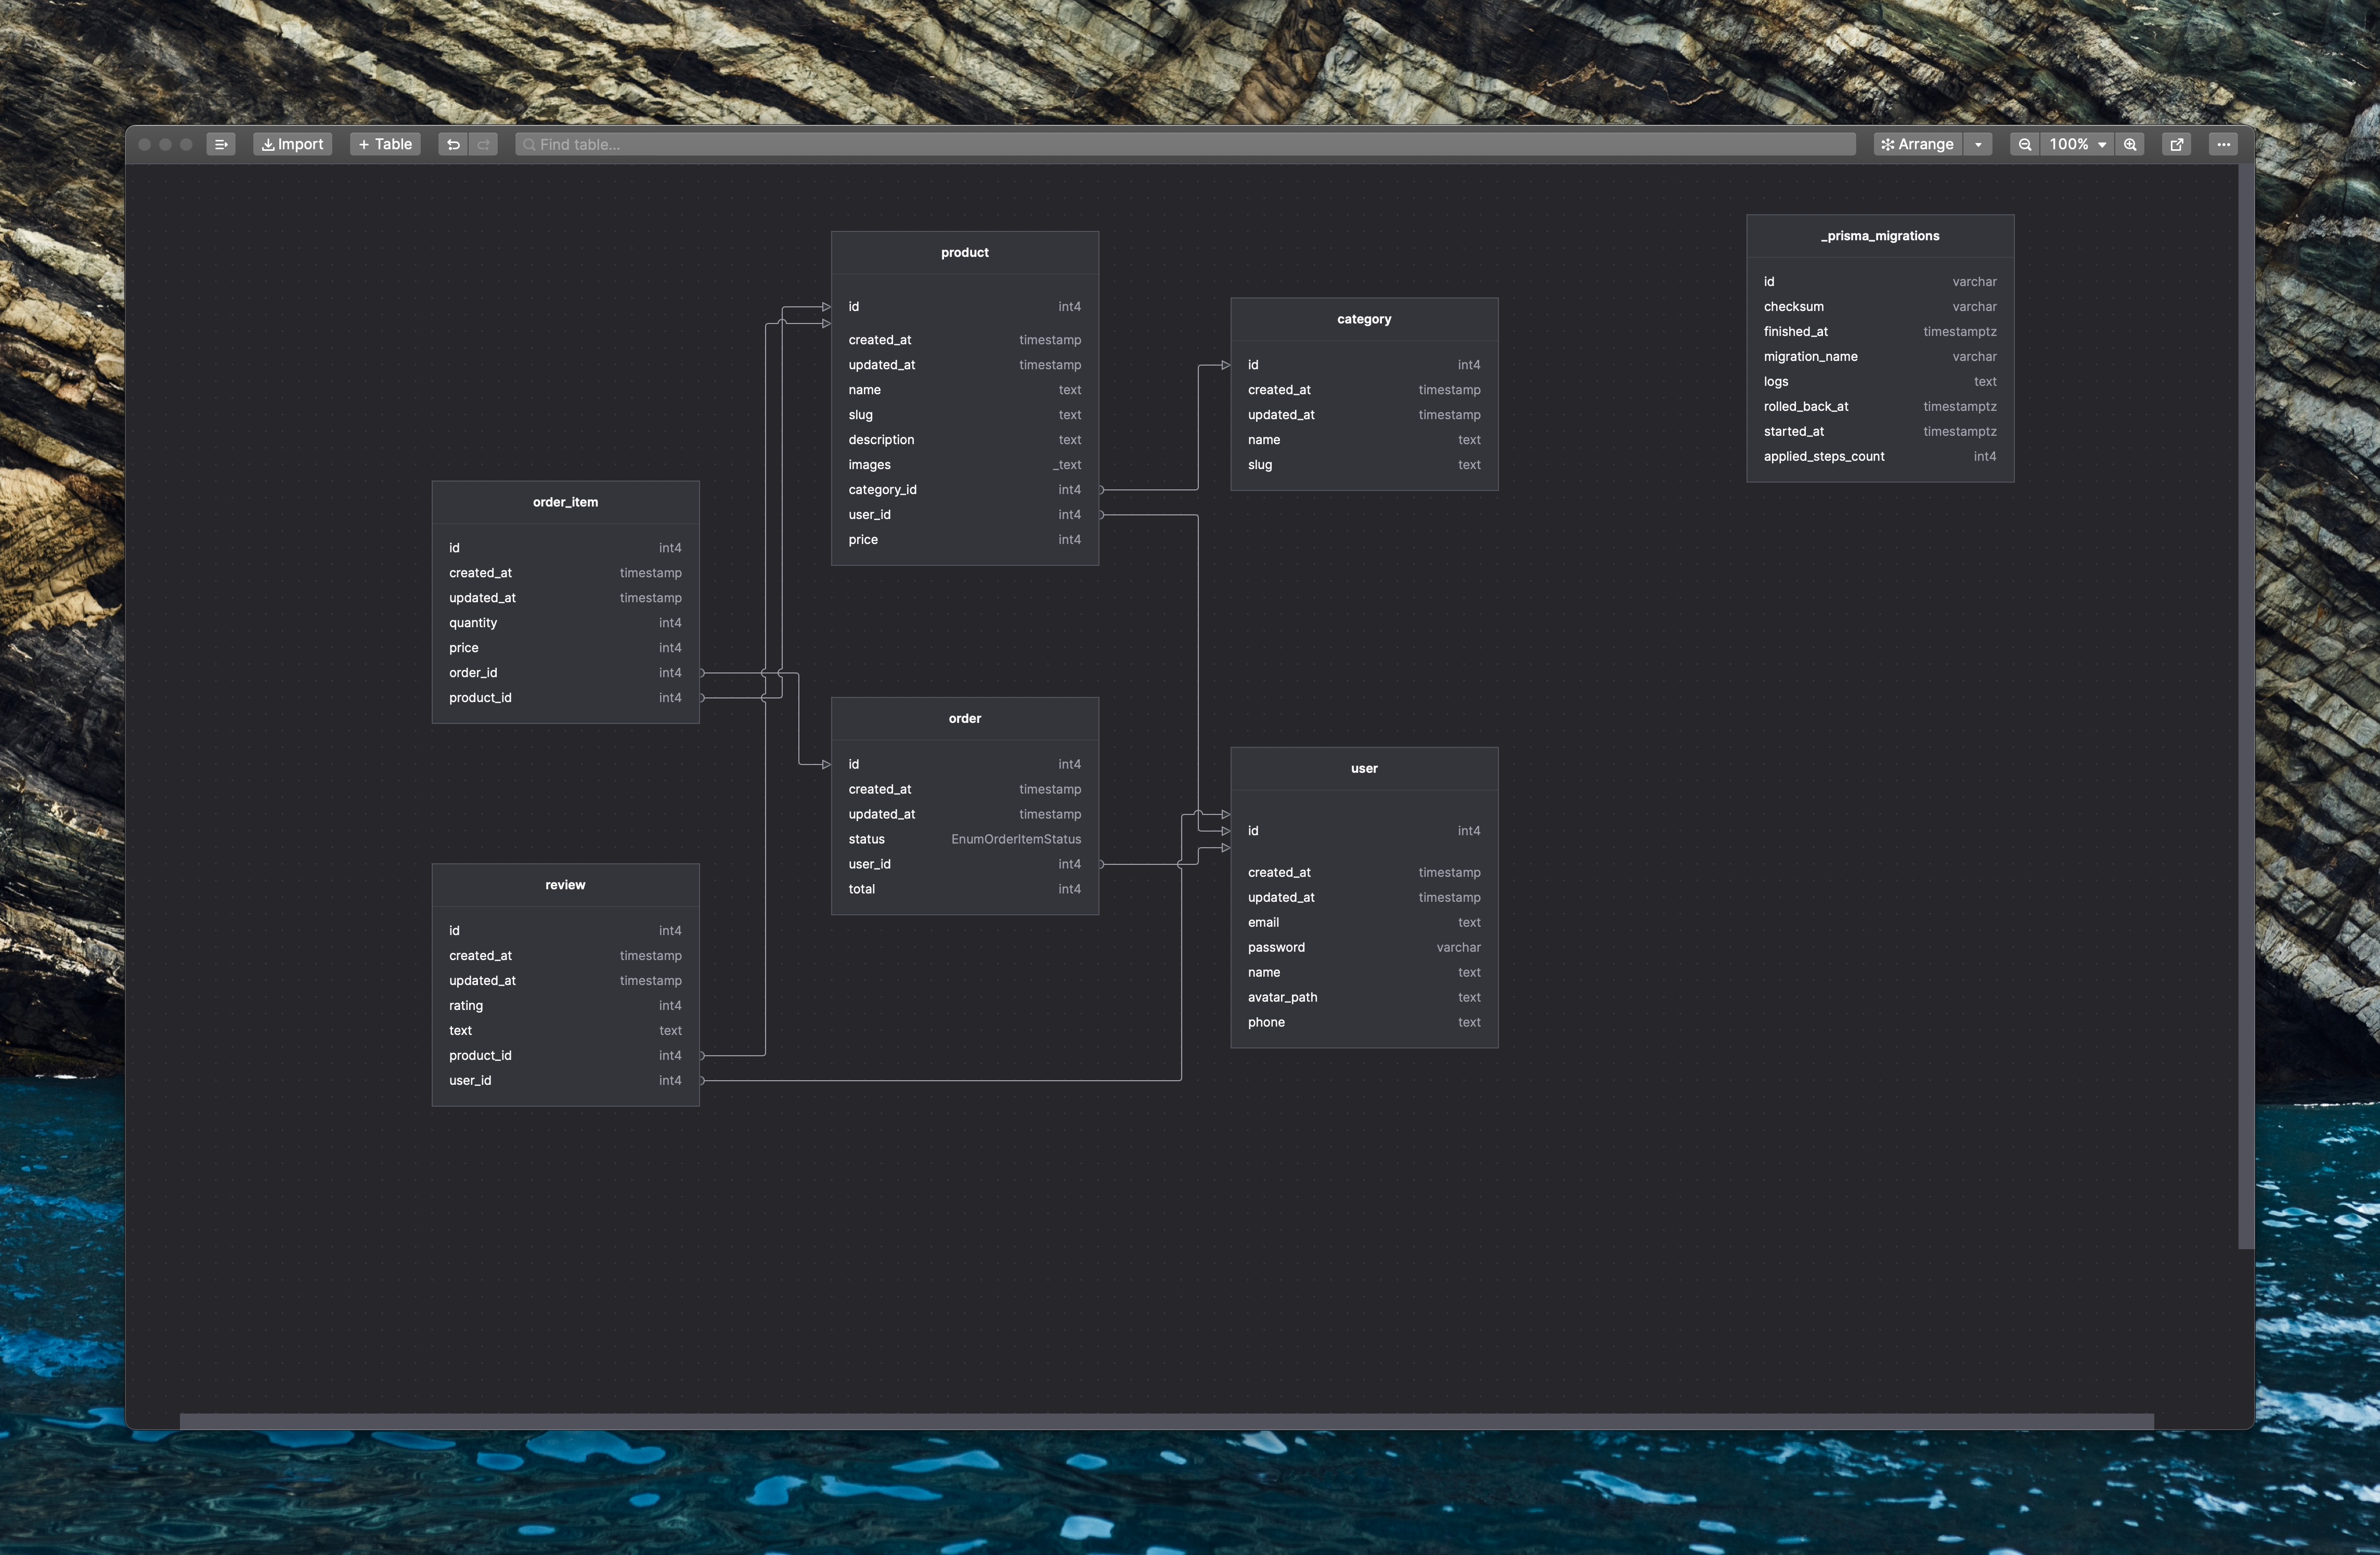 Import
+ Table
Find table...
Arrange
100%
product
id int4
created_at timestamp
updated_at timestamp
name text
slug text
description text
images _text
category_id int4
user_id int4
price int4
category
id int4
created_at timestamp
updated_at timestamp
name text
slug text
_prisma_migrations
id varchar
checksum varchar
finished_at timestamptz
migration_name varchar
logs text
rolled_back_at timestamptz
started_at timestamptz
applied_steps_count int4
order_item
id int4
created_at timestamp
updated_at timestamp
quantity int4
price int4
order_id int4
product_id int4
order
id int4
created_at timestamp
updated_at timestamp
status EnumOrderItemStatus
user_id int4
total int4
user
id int4
created_at timestamp
updated_at timestamp
email text
password varchar
name text
avatar_path text
phone text
review
id int4
created_at timestamp
updated_at timestamp
rating int4
text text
product_id int4
user_id int4